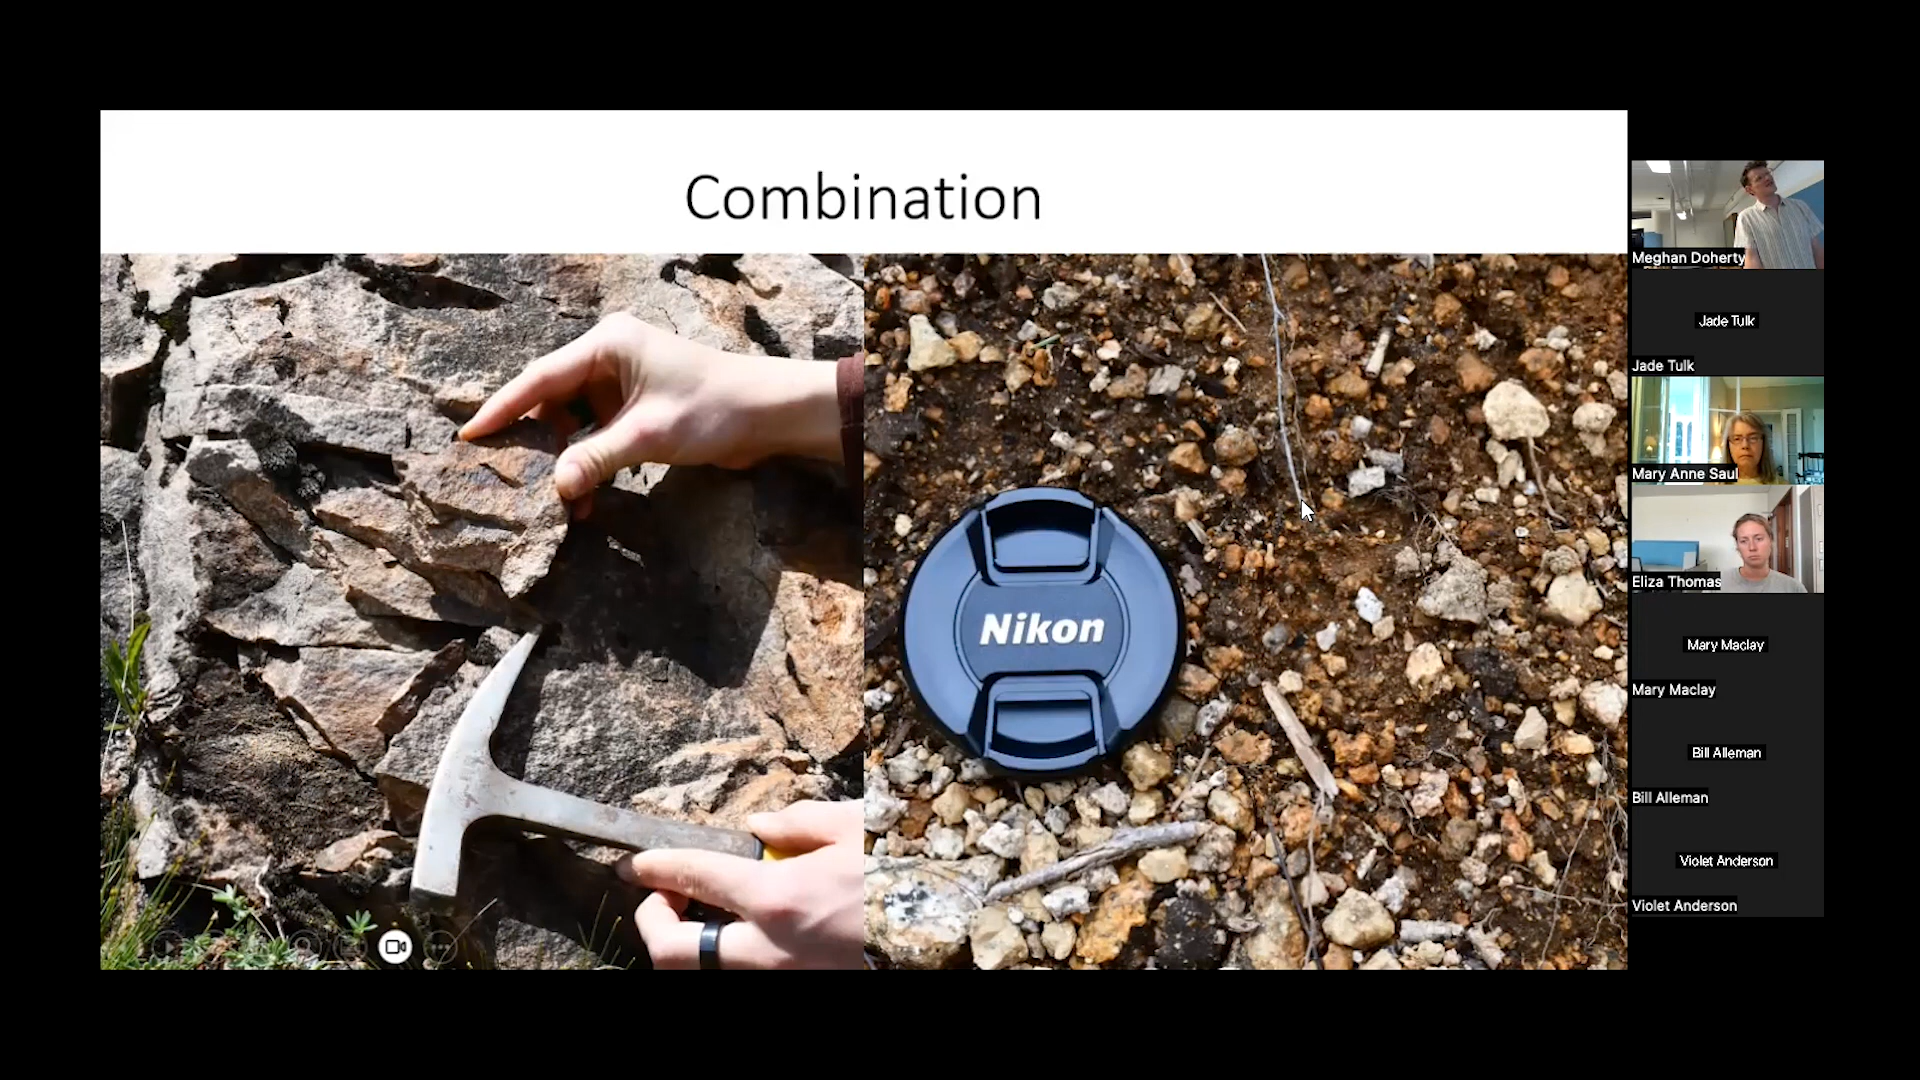 Combination
Nikon
Meghan Doherty
Jade Tulk
Jade Tulk
Mary Anne Saul
Eliza Thomas
Mary Maclay
Mary Maclay
Bill Alleman
Bill Alleman
Violet Anderson
Violet Anderson